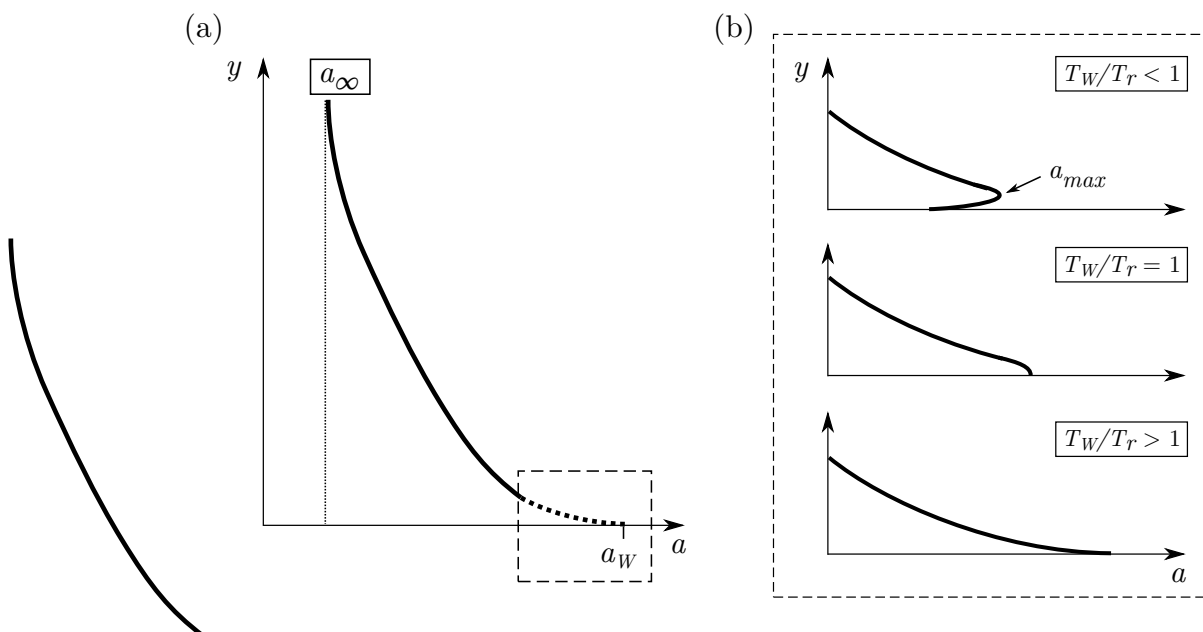 (a)
y
a∞
a_W
a
(b)
y
T_W/T_r < 1
a_max
T_W/T_r = 1
T_W/T_r > 1
a